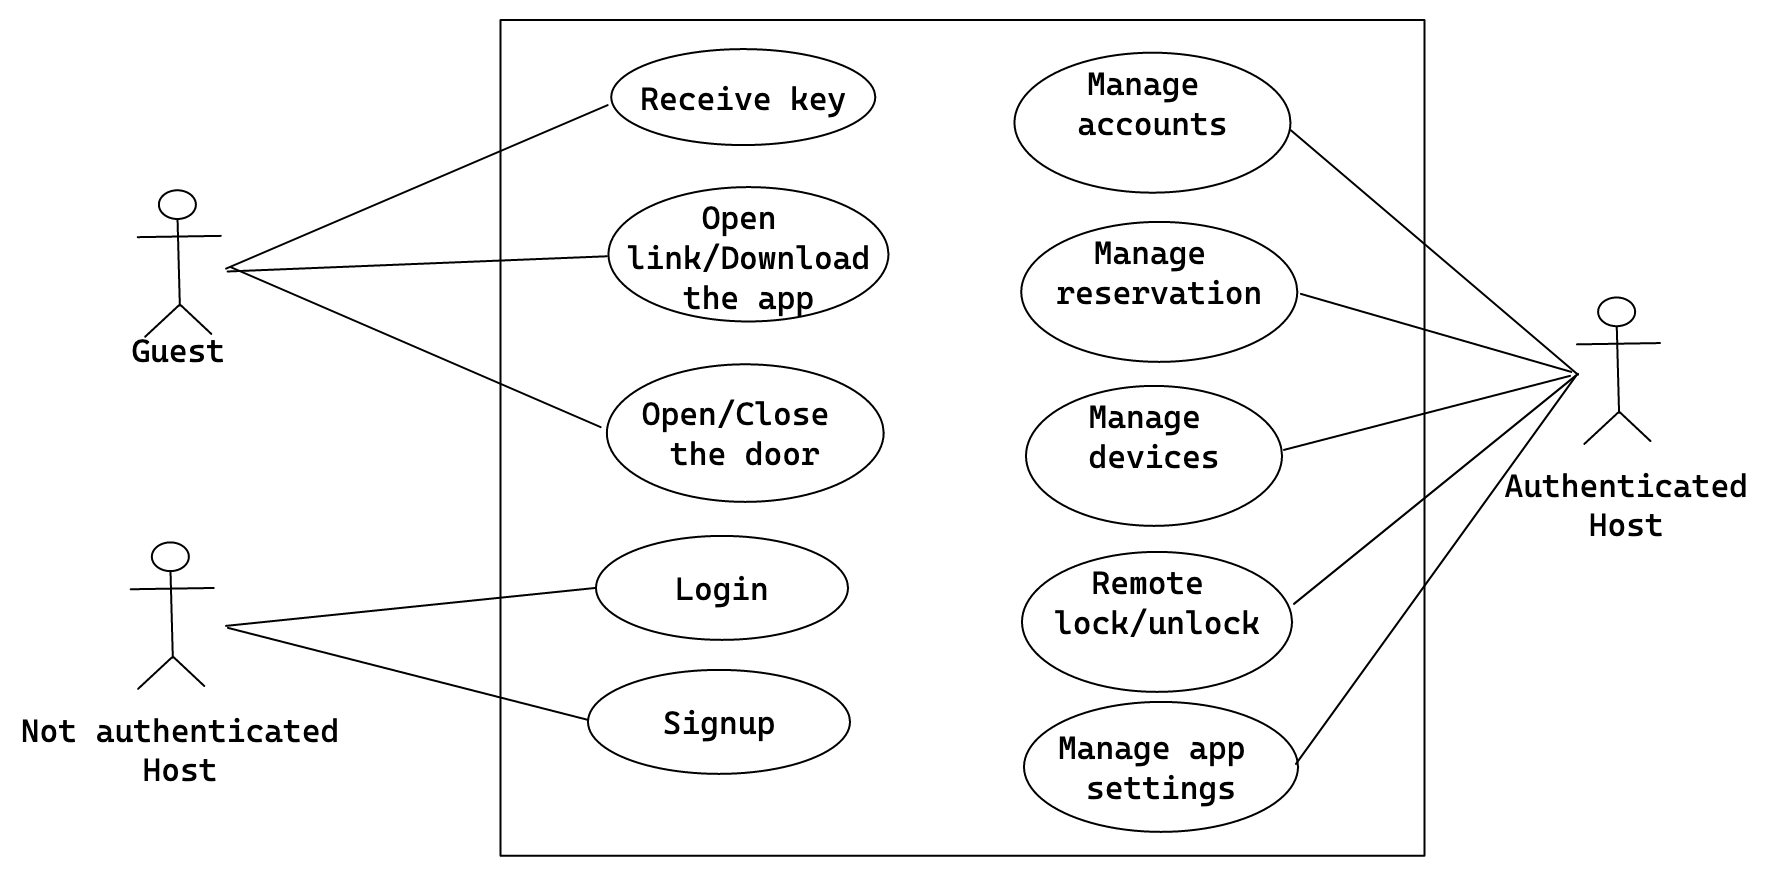 Receive key
Open
link/Download
the app
Open/Close
the door
Login
Signup
Manage
accounts
Manage
reservation
Manage
devices
Remote
lock/unlock
Manage app
settings
Guest
Not authenticated
Host
Authenticated
Host